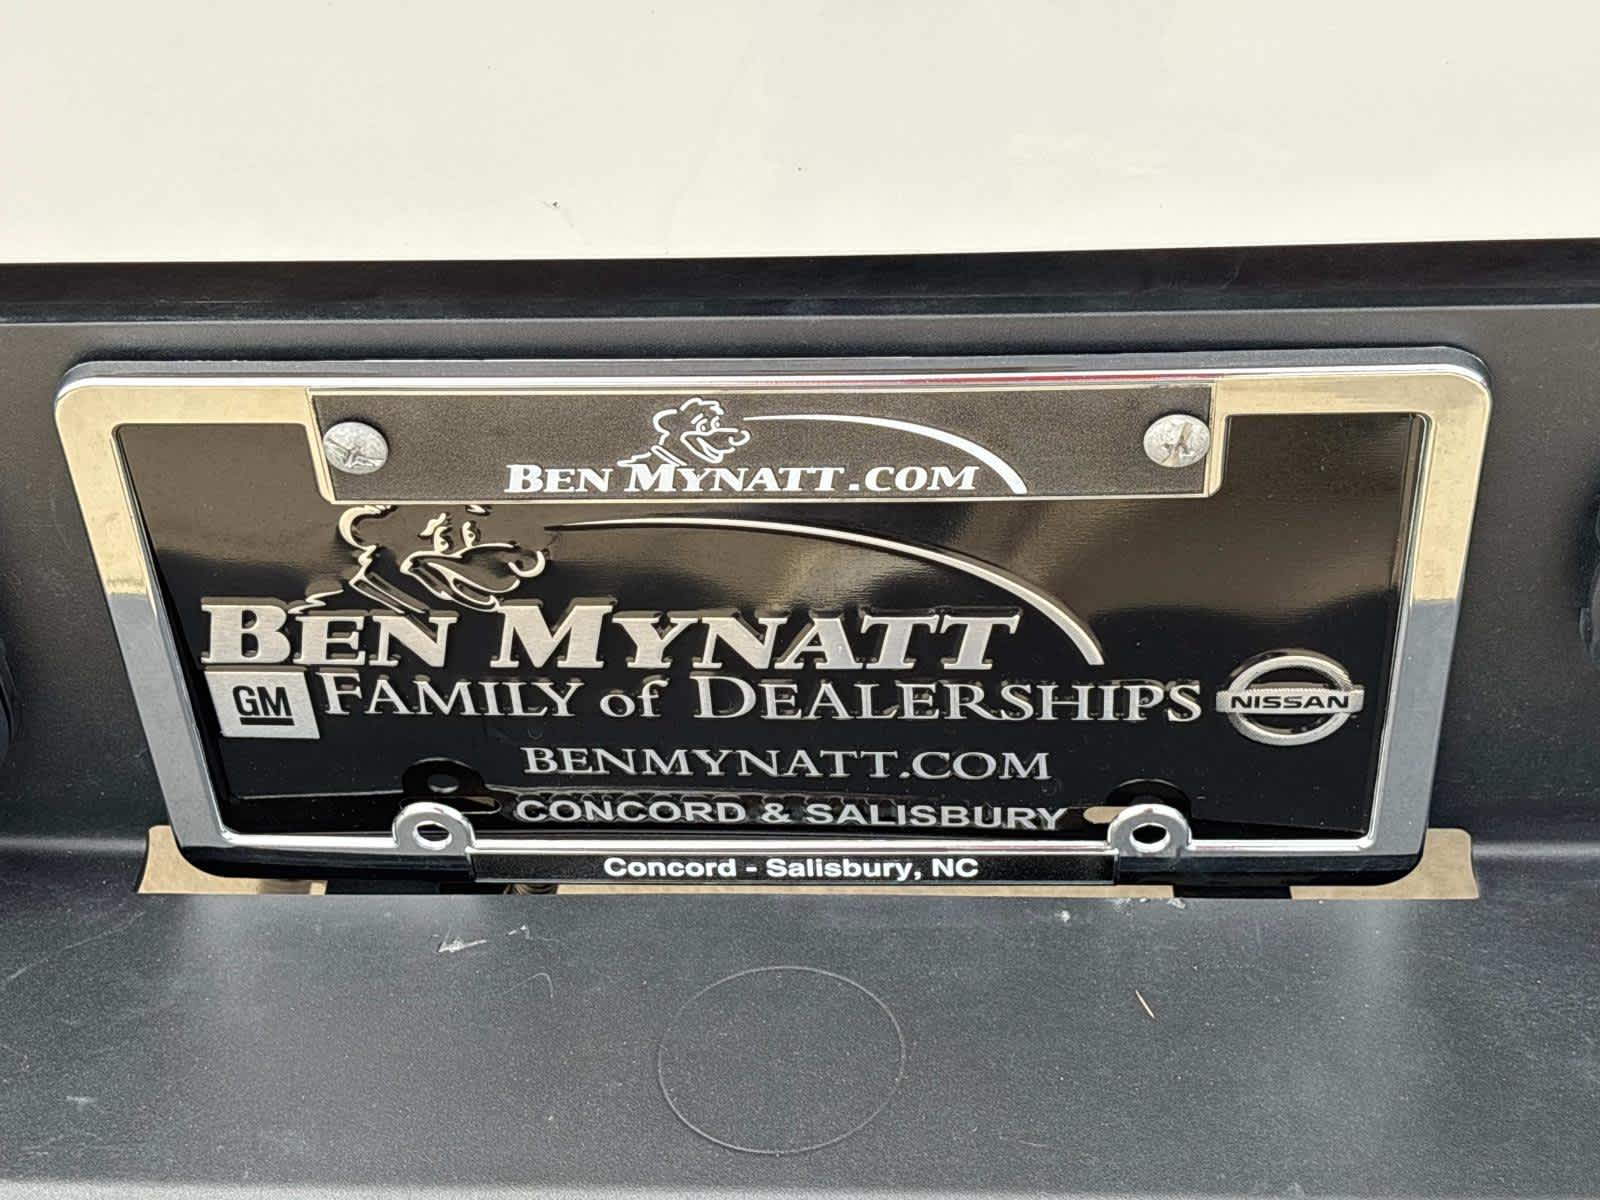 BEN MYNATT.COM
BEN MYNATT
GM FAMILY of DEALERSHIPS NISSAN
BENMYNATT.COM
CONCORD & SALISBURY
Concord - Salisbury, NC